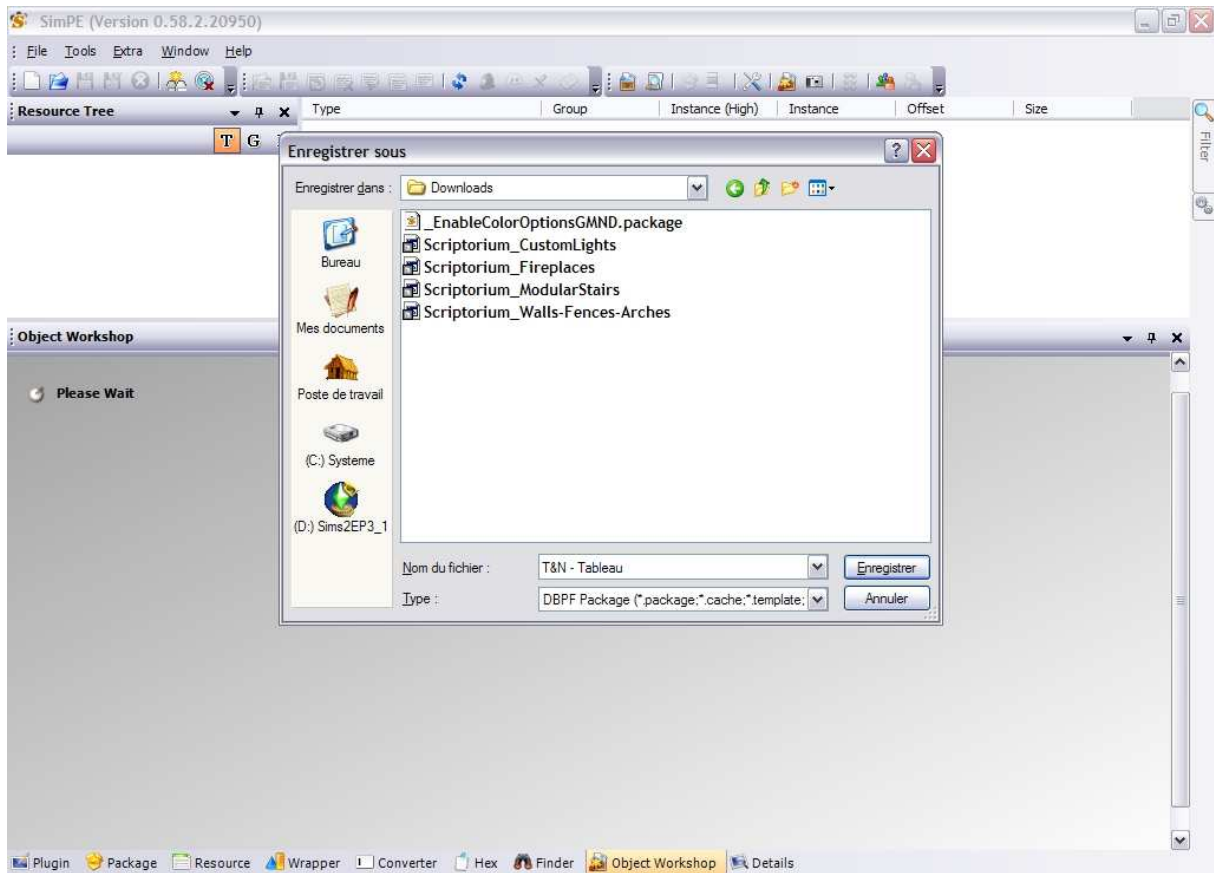 SimPE (Version 0.58.2.20950)
File Tools Extra Window Help
Resource Tree
Type Group Instance (High) Instance Offset Size
T G
Filter
Enregistrer sous
Enregistrer dans : Downloads
_EnableColorOptionsGMND.package
Scriptorium_CustomLights
Scriptorium_Fireplaces
Scriptorium_ModularStairs
Scriptorium_Walls-Fences-Arches
Bureau
Mes documents
Poste de travail
(C:) Systeme
(D:) Sims2EP3_1
Nom du fichier : T&N - Tableau Enregistrer
Type : DBPF Package (*.package;*.cache;*.template; Annuler
Object Workshop
Please Wait
Plugin Package Resource Wrapper Converter Hex Finder Object Workshop Details